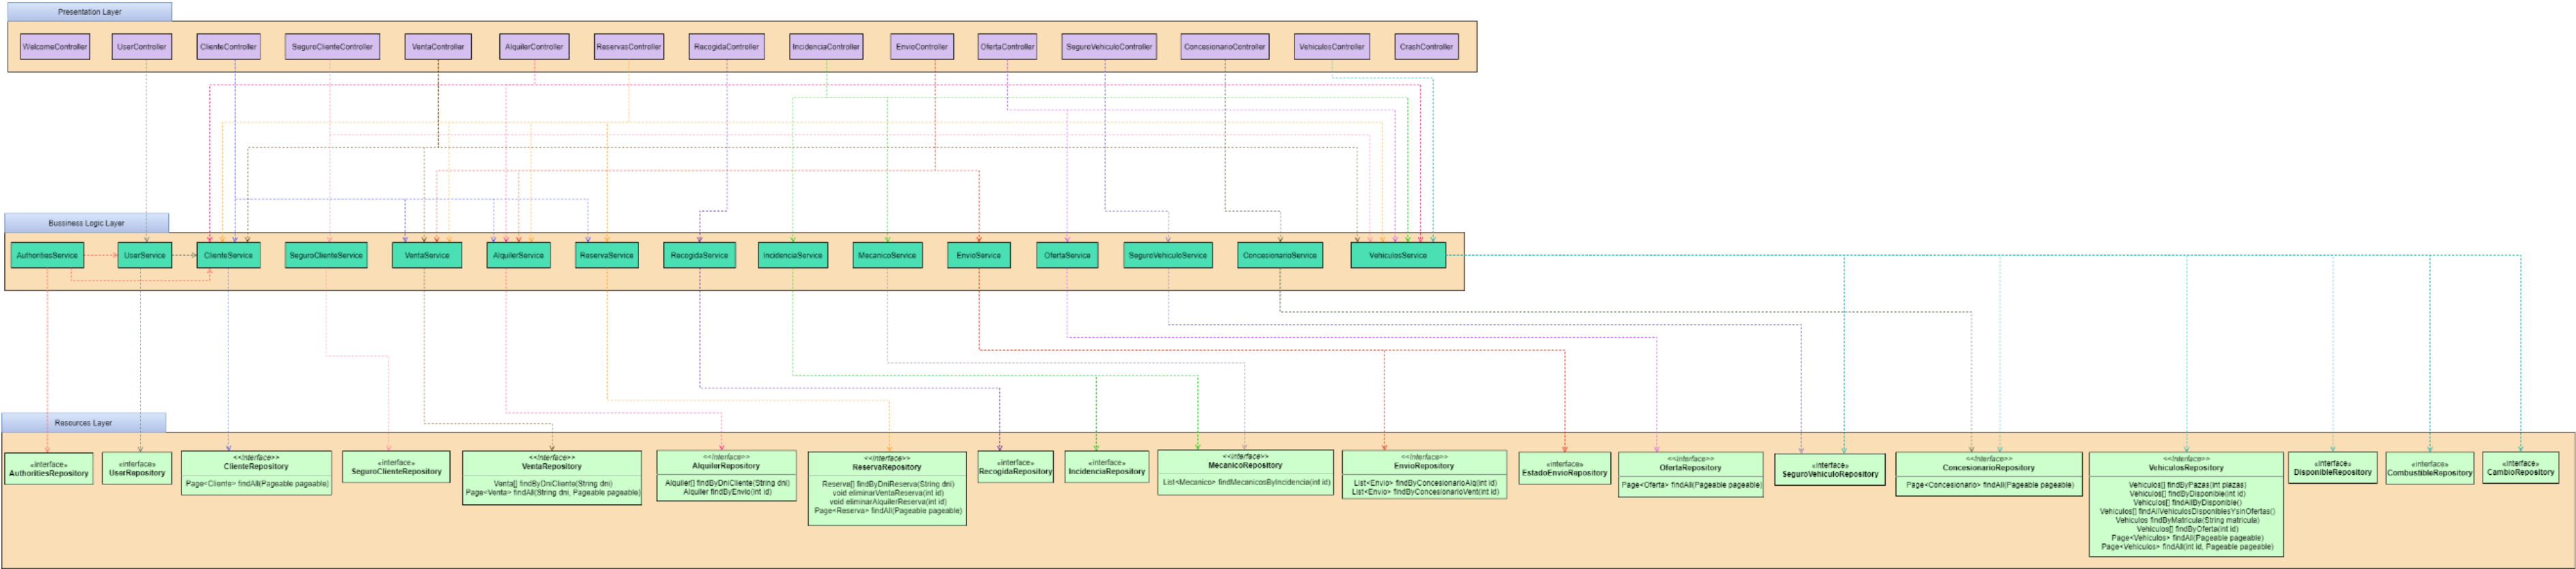 Presentation Layer
WelcomeController
UserController
ClienteController
SeguroClienteController
VentaController
AlquilerController
ReservasController
RecogidaController
IncidenciaController
EnvioController
OfertaController
SeguroVehiculoController
ConcesionarioController
VehiculosController
CrashController
Bussiness Logic Layer
AuthoritiesService
UserService
ClienteService
SeguroClienteService
VentaService
AlquilerService
ReservaService
RecogidaService
IncidenciaService
MecanicoService
EnvioService
OfertaService
SeguroVehiculoService
ConcesionarioService
VehiculosService
Resources Layer
«interface»
AuthoritiesRepository
«interface»
UserRepository
<<Interface>>
ClienteRepository
Page<Cliente> findAll(Pageable pageable)
«interface»
SeguroClienteRepository
<<Interface>>
VentaRepository
Vanta[] findByDniCliente(String dni)
Page<Venta> findAll(String dni, Pageable pageable)
<<Interface>>
AlquilerRepository
Alquiler[] findByDniCliente(String dni)
Alquiler findByEnvio(int id)
<<Interface>>
ReservaRepository
Reserva[] findByDniReserva(String dni)
void eliminarVentaReserva(int id)
void eliminarAlquilerReserva(int id)
Page<Reserva> findAll(Pageable pageable)
«interface»
RecogidaRepository
«interface»
IncidenciaRepository
<<Interface>>
MecanicoRepository
List<Mecanico> findMecanicosByIncidencia(int id)
<<Interface>>
EnvioRepository
List<Envio> findByConcesionarioAlq(int id)
List<Envio> findByConcesionarioVent(int id)
«interface»
EstadoEnvioRepository
<<Interface>>
OfertaRepository
Page<Oferta> findAll(Pageable pageable)
«interface»
SeguroVehiculoRepository
<<Interface>>
ConcesionarioRepository
Page<Concesionario> findAll(Pageable pageable)
<<Interface>>
VehiculosRepository
Vehiculos[] findByPazas(int plazas)
Vehiculos[] findByDisponible(int id)
Vehiculos[] findAllByDisponible()
Vehiculos[] findAllVehiculosDisponiblesYsinOfertas()
Vehiculos findByMatricula(String matricula)
Vehiculos[] findByOferta(int id)
Page<Vehiculos> findAll(Pageable pageable)
Page<Vehiculos> findAll(int id, Pageable pageable)
«interface»
DisponibleRepository
«interface»
CombustibleRepository
«interface»
CambioRepository